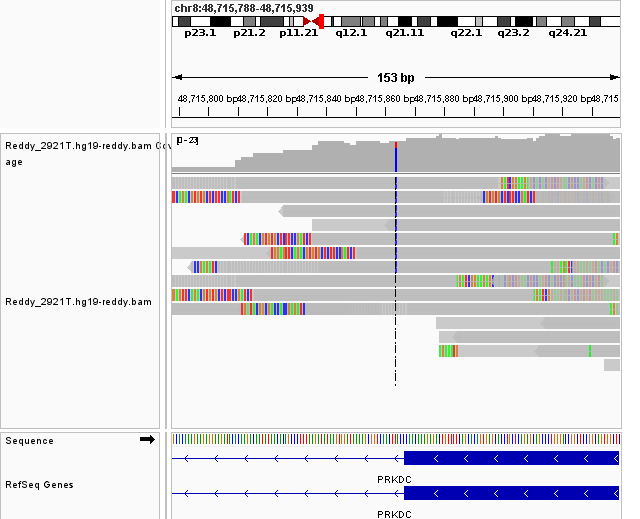 chr8:48,715,788-48,715,939
p23.1 p21.2 p11.21 q12.1 q21.11 q22.1 q23.2 q24.21
153 bp
48,715,800 bp 48,715,820 bp 48,715,840 bp 48,715,860 bp 48,715,880 bp 48,715,900 bp 48,715,920 bp 48,715
Reddy_2921T.hg19-reddy.bam Cov
age
[0-23]
Reddy_2921T.hg19-reddy.bam
Sequence
PRKDC
RefSeq Genes
PRKDC